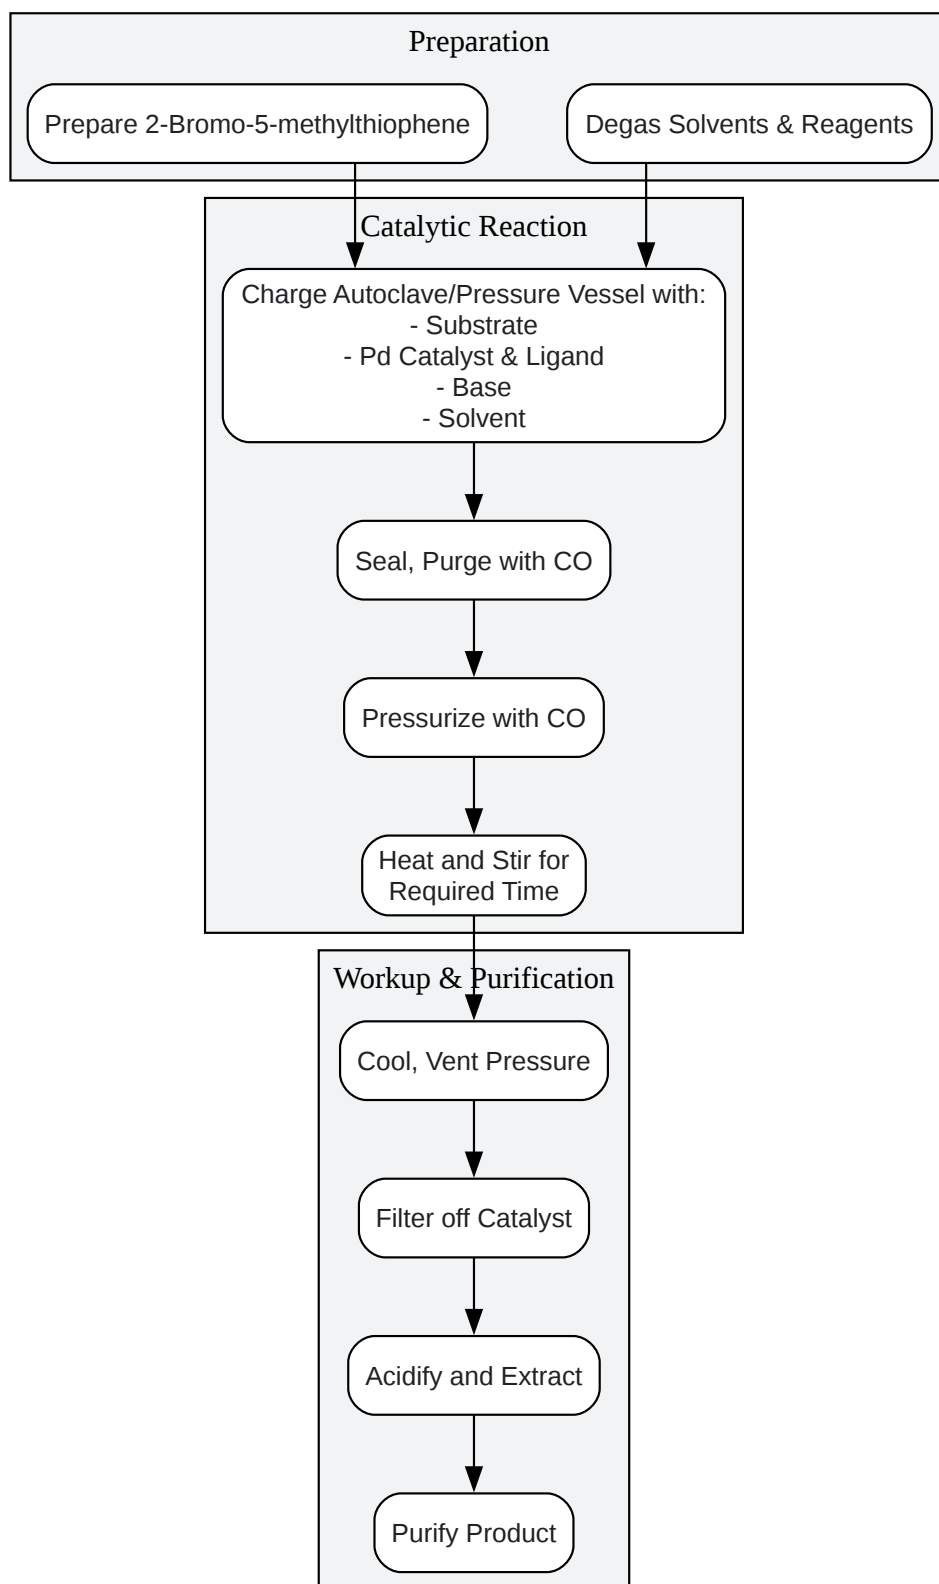 Preparation
Prepare 2-Bromo-5-methylthiophene
Degas Solvents & Reagents
Catalytic Reaction
Charge Autoclave/Pressure Vessel with:
- Substrate
- Pd Catalyst & Ligand
- Base
- Solvent
Seal, Purge with CO
Pressurize with CO
Heat and Stir for
Required Time
Workup & Purification
Cool, Vent Pressure
Filter off Catalyst
Acidify and Extract
Purify Product